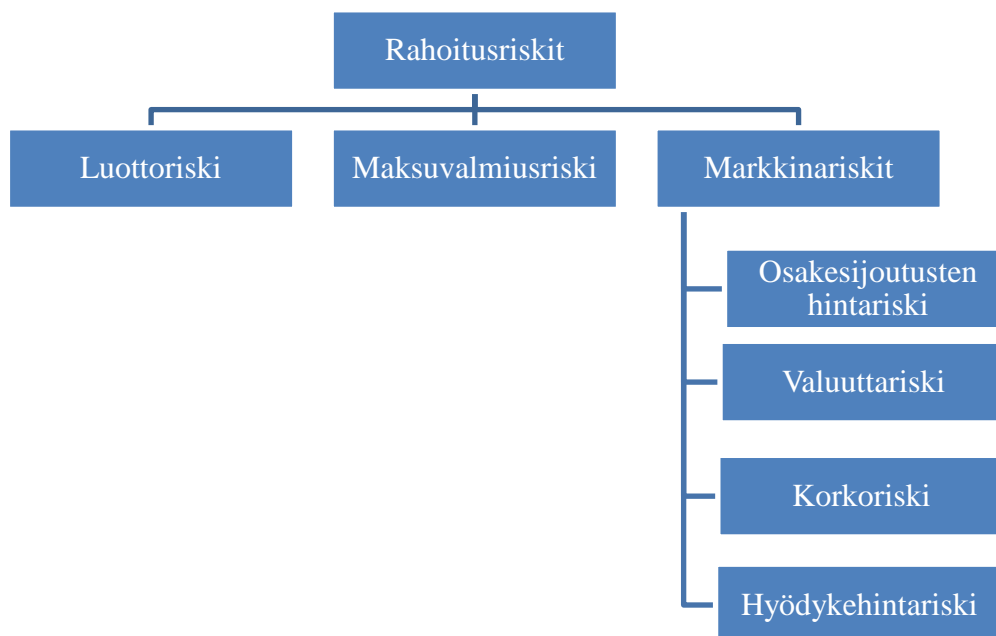 Rahoitusriskit
Luottoriski
Maksuvalmiusriski
Markkinariskit
Osakesijoutusten
hintariski
Valuuttariski
Korkoriski
Hyödykehintariski